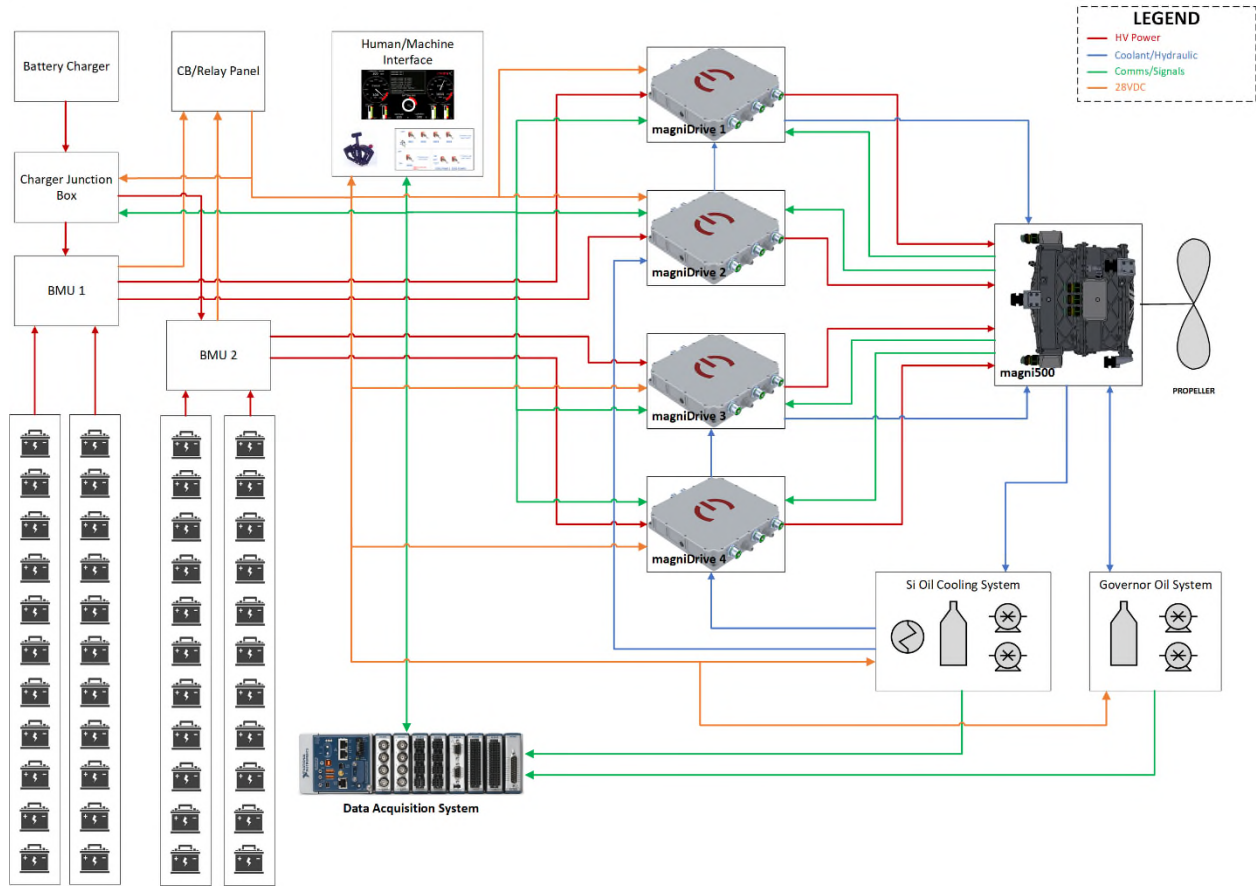 LEGEND
HV Power
Coolant/Hydraulic
Comms/Signals
28VDC
Battery Charger
CB/Relay Panel
Human/Machine
Interface
magniDrive 1
Charger Junction
Box
magniDrive 2
BMU 1
BMU 2
magniDrive 3
magni500
PROPELLER
magniDrive 4
Si Oil Cooling System
Governor Oil System
Data Acquisition System